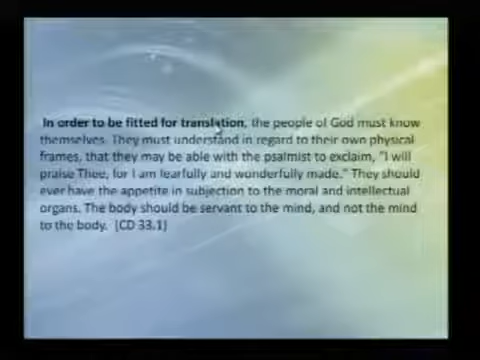 In order to be fitted for translation, the people of God must know
themselves. They must understand in regard to their own physical
frames, that they may be able with the psalmist to exclaim, "I will
praise Thee, for I am fearfully and wonderfully made." They should
ever have the appetite in subjection to the moral and intellectual
organs. The body should be servant to the mind, and not the mind
to the body. (CD 33.1)